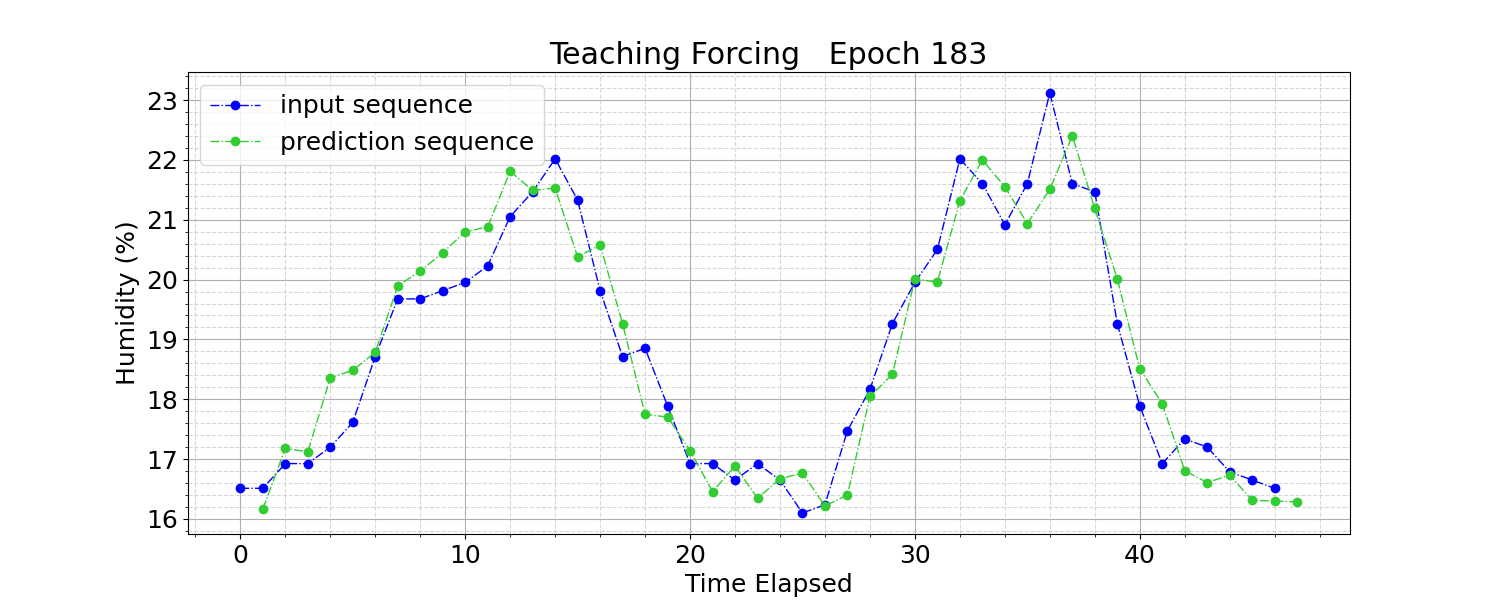 Teaching Forcing   Epoch 183
input sequence
prediction sequence
Humidity (%)
23
22
21
20
19
18
17
16
0 10 20 30 40
Time Elapsed